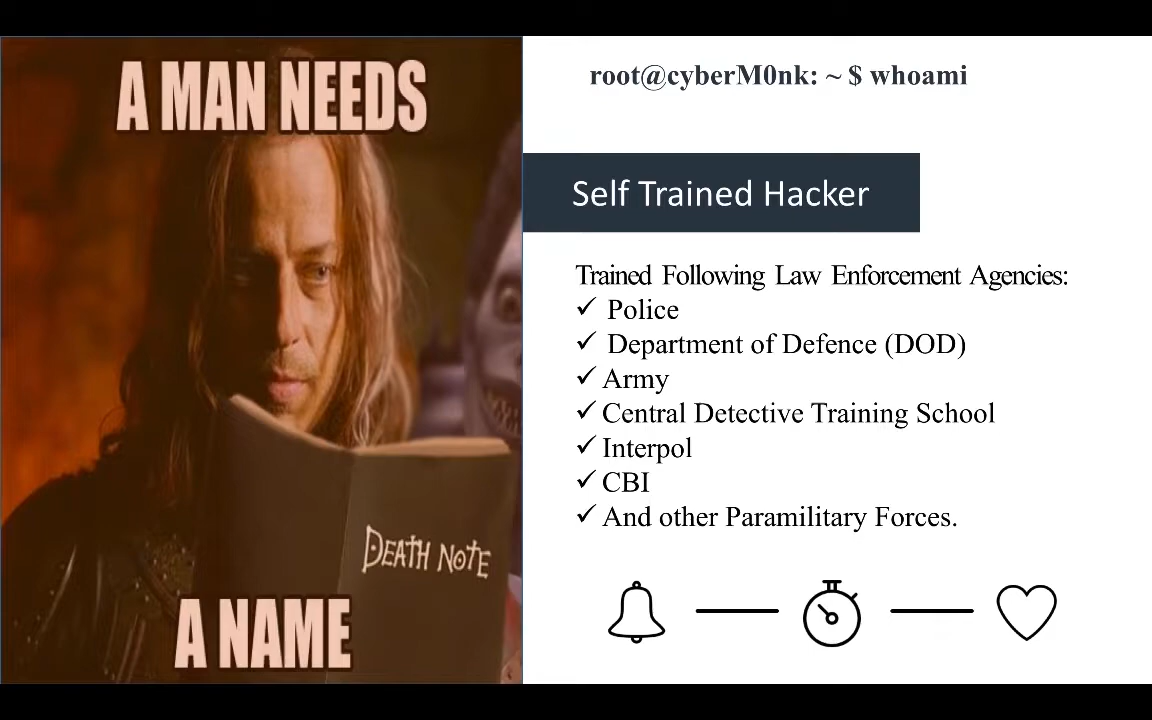 A MAN NEEDS
DEATH NOTE
A NAME
root@cyberM0nk: ~ $ whoami
Self Trained Hacker
Trained Following Law Enforcement Agencies:
✓ Police
✓ Department of Defence (DOD)
✓ Army
✓ Central Detective Training School
✓ Interpol
✓ CBI
✓ And other Paramilitary Forces.